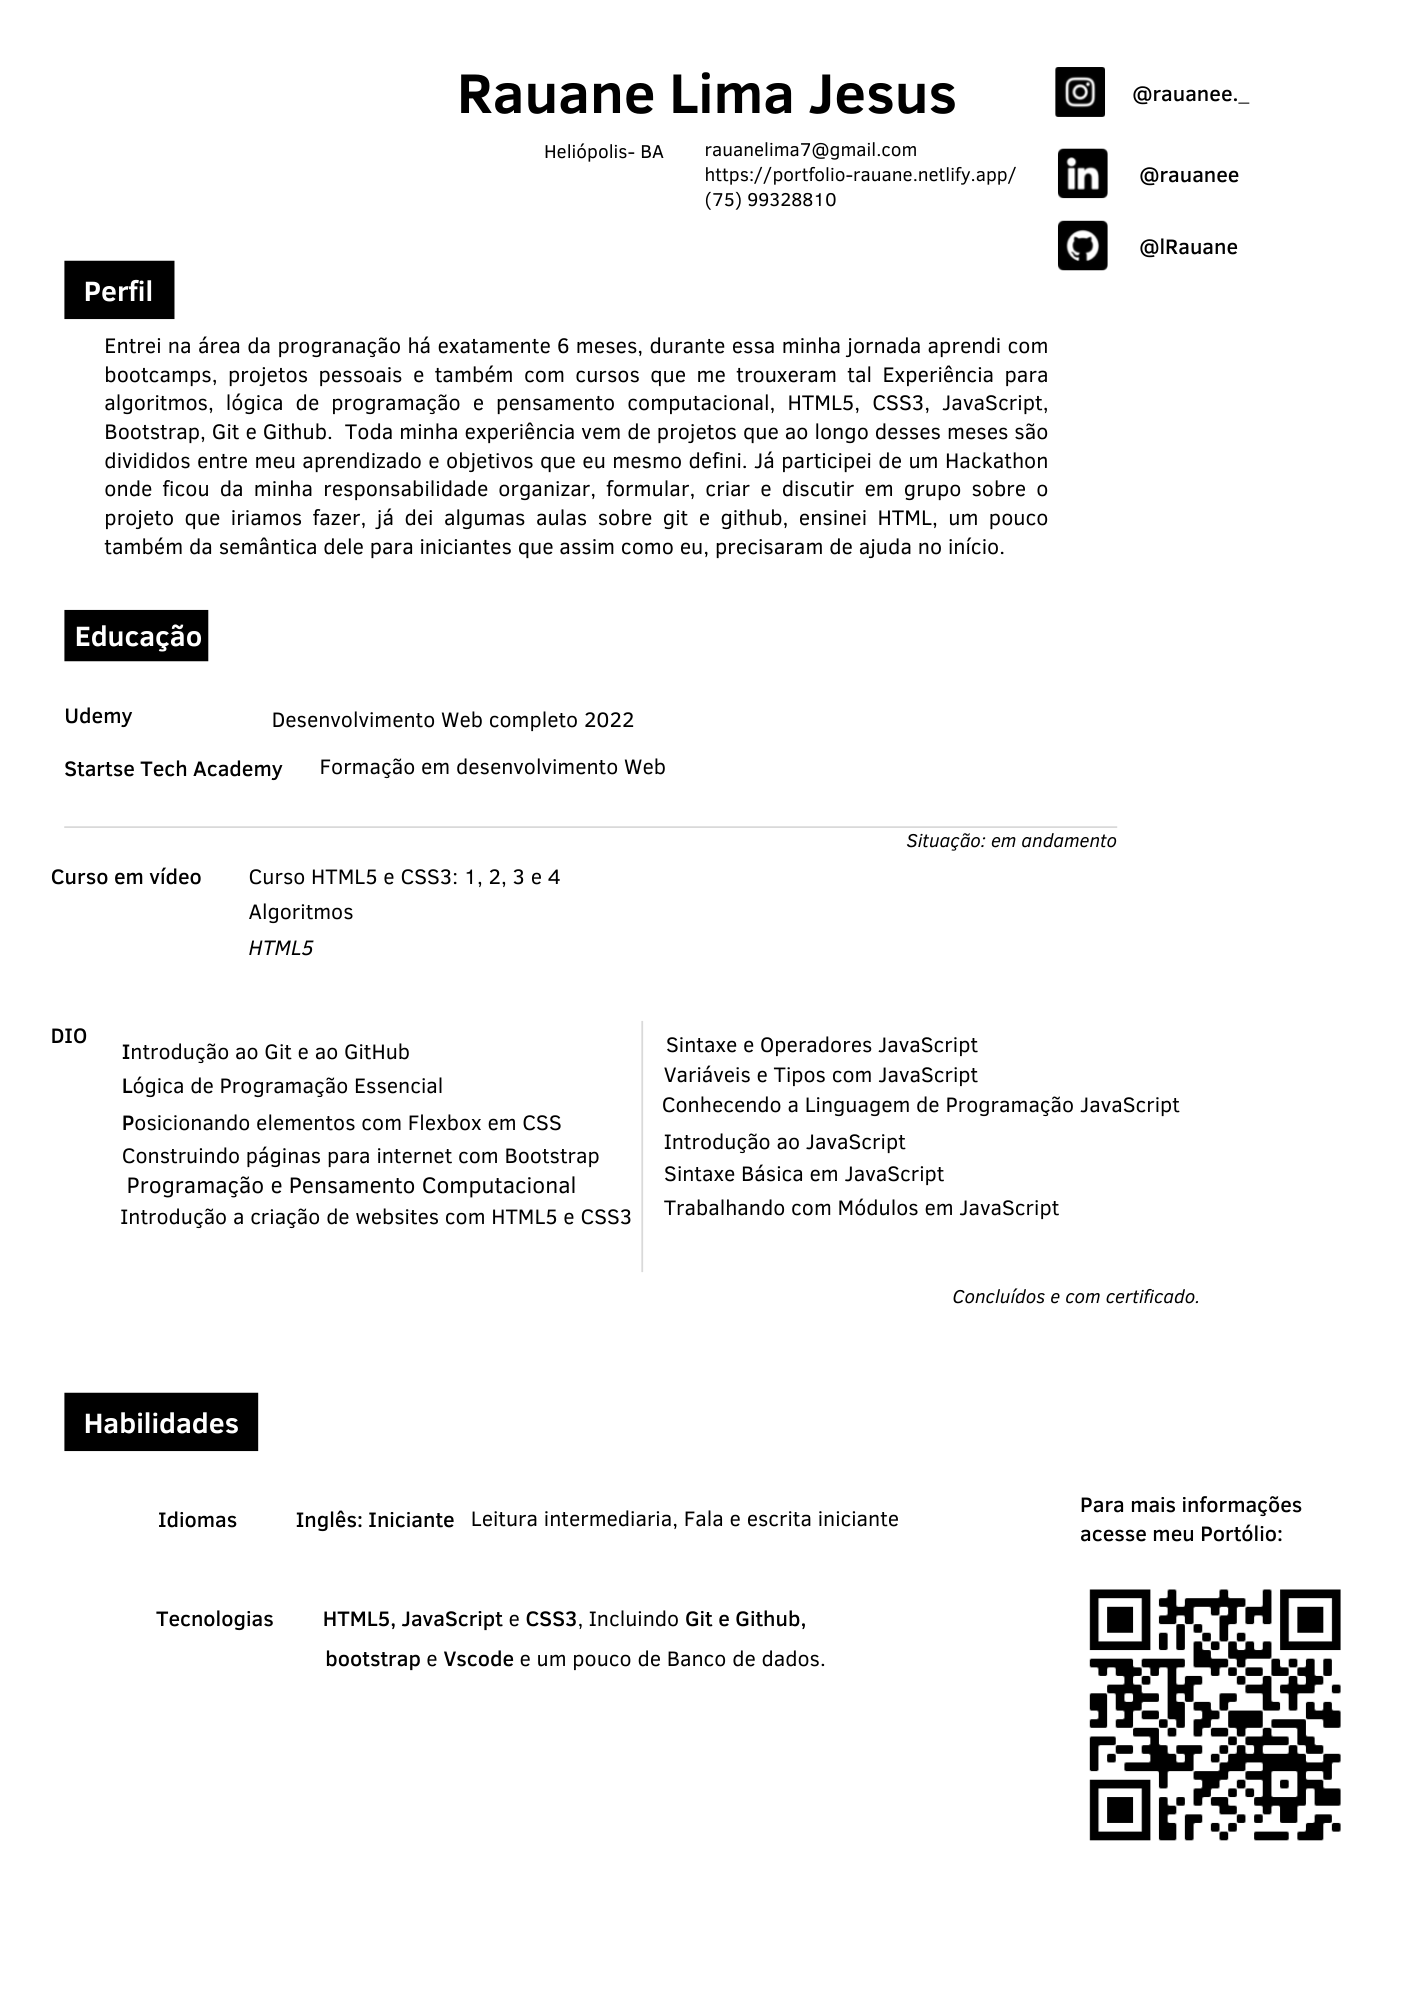 Rauane Lima Jesus
@rauanee._
Heliópolis- BA
rauanelima7@gmail.com
https://portfolio-rauane.netlify.app/
(75) 99328810
@rauanee
@lRauane
Perfil
Entrei na área da progranação há exatamente 6 meses, durante essa minha jornada aprendi com
bootcamps, projetos pessoais e também com cursos que me trouxeram tal Experiência para
algoritmos, lógica de programação e pensamento computacional, HTML5, CSS3, JavaScript,
Bootstrap, Git e Github. Toda minha experiência vem de projetos que ao longo desses meses são
divididos entre meu aprendizado e objetivos que eu mesmo defini. Já participei de um Hackathon
onde ficou da minha responsabilidade organizar, formular, criar e discutir em grupo sobre o
projeto que iriamos fazer, já dei algumas aulas sobre git e github, ensinei HTML, um pouco
também da semântica dele para iniciantes que assim como eu, precisaram de ajuda no início.
Educação
Udemy Desenvolvimento Web completo 2022
Startse Tech Academy Formação em desenvolvimento Web
Situação: em andamento
Curso em vídeo Curso HTML5 e CSS3: 1, 2, 3 e 4
Algoritmos
HTML5
DIO
Introdução ao Git e ao GitHub
Lógica de Programação Essencial
Posicionando elementos com Flexbox em CSS
Construindo páginas para internet com Bootstrap
Programação e Pensamento Computacional
Introdução a criação de websites com HTML5 e CSS3
Sintaxe e Operadores JavaScript
Variáveis e Tipos com JavaScript
Conhecendo a Linguagem de Programação JavaScript
Introdução ao JavaScript
Sintaxe Básica em JavaScript
Trabalhando com Módulos em JavaScript
Concluídos e com certificado.
Habilidades
Idiomas Inglês: Iniciante Leitura intermediaria, Fala e escrita iniciante
Tecnologias HTML5, JavaScript e CSS3, Incluindo Git e Github,
bootstrap e Vscode e um pouco de Banco de dados.
Para mais informações
acesse meu Portólio: